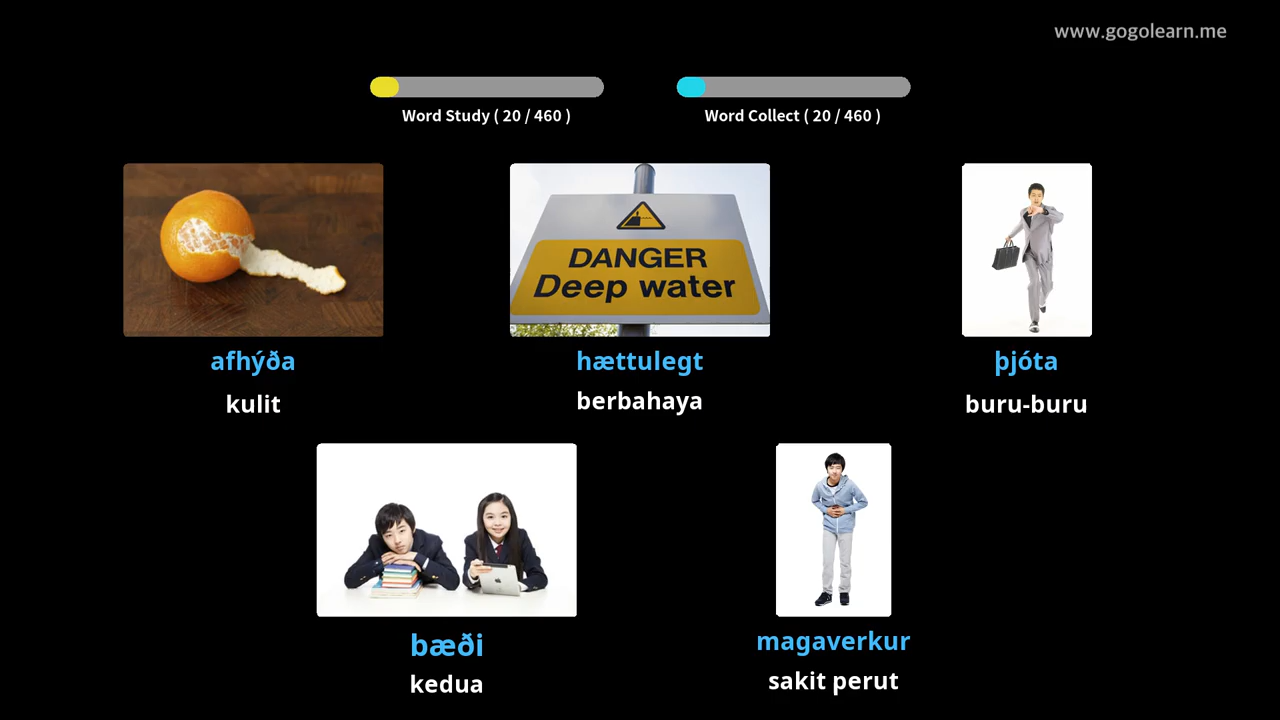 www.gogolearn.me
Word Study ( 20 / 460 )
Word Collect ( 20 / 460 )
DANGER
Deep water
afhýða
hættulegt
þjóta
kulit
berbahaya
buru-buru
bæði
magaverkur
kedua
sakit perut